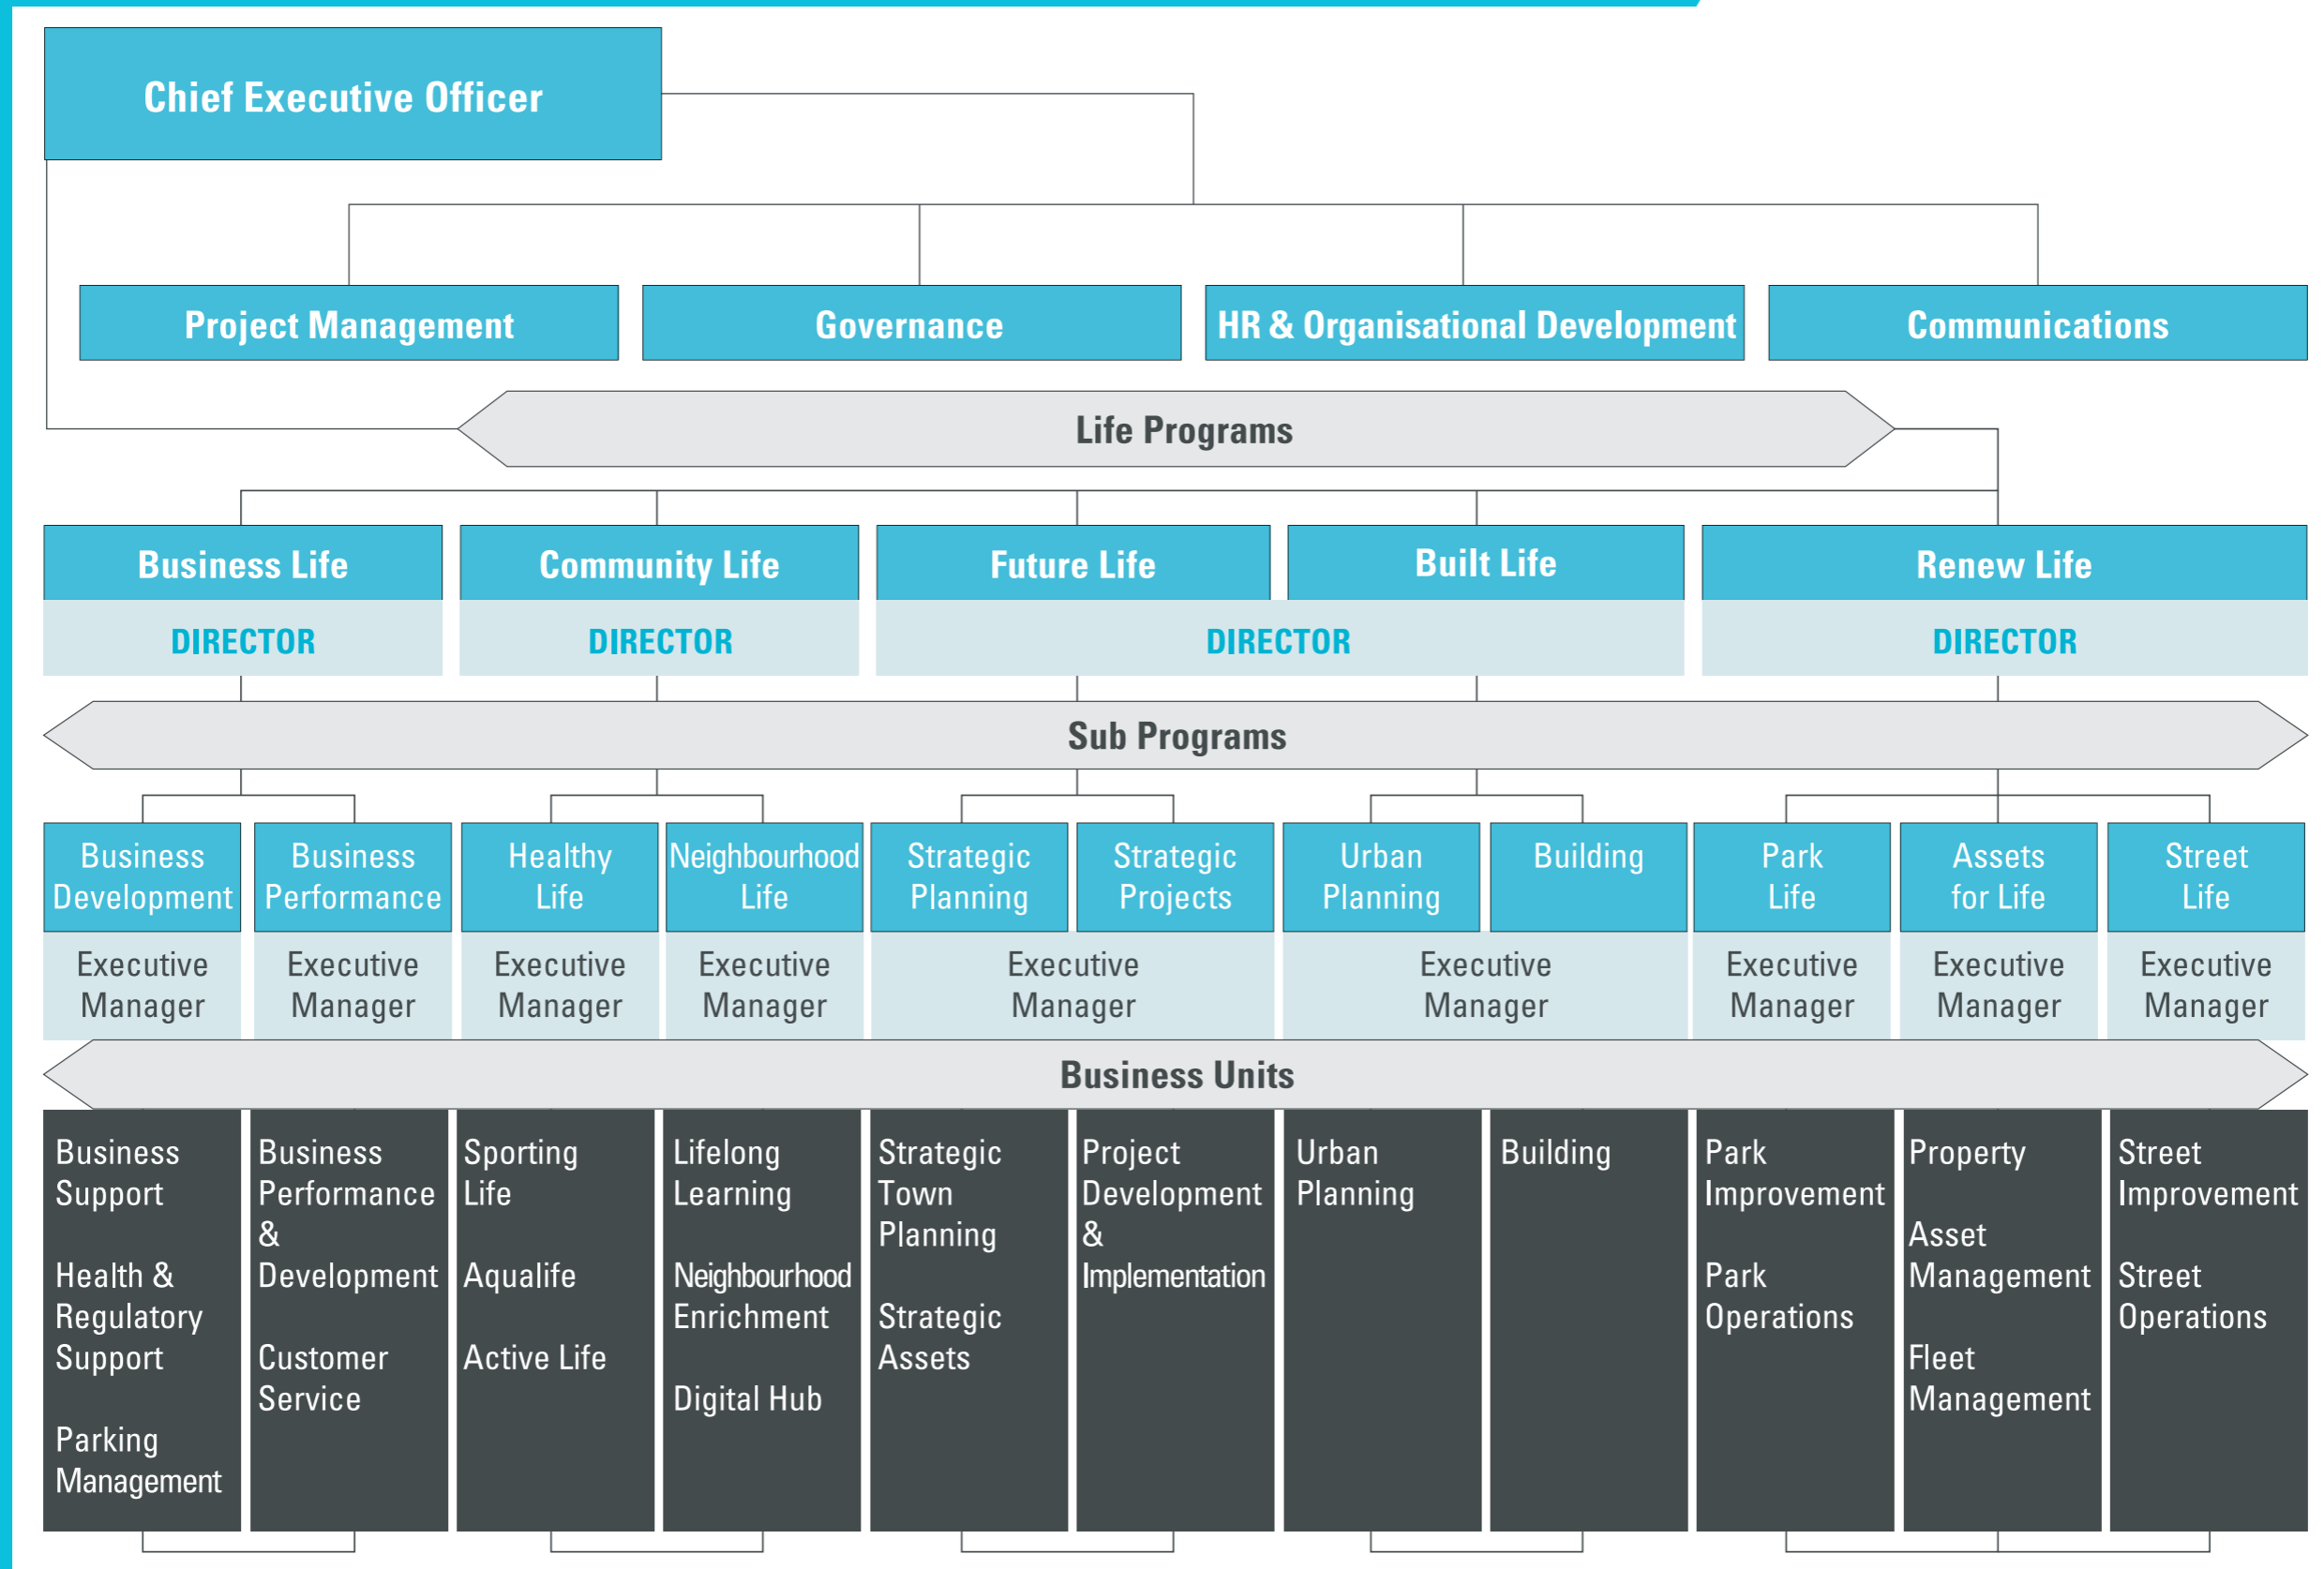 Chief Executive Officer
Project Management
Governance
HR & Organisational Development
Communications
Life Programs
Business Life
Community Life
Future Life
Built Life
Renew Life
DIRECTOR
DIRECTOR
DIRECTOR
DIRECTOR
Sub Programs
Business
Development
Business
Performance
Healthy
Life
Neighbourhood
Life
Strategic
Planning
Strategic
Projects
Urban
Planning
Building
Park
Life
Assets
for Life
Street
Life
Executive
Manager
Executive
Manager
Executive
Manager
Executive
Manager
Executive
Manager
Executive
Manager
Executive
Manager
Executive
Manager
Executive
Manager
Business Units
Business
Support
Health &
Regulatory
Support
Parking
Management
Business
Performance
&
Development
Customer
Service
Sporting
Life
Aqualife
Active Life
Lifelong
Learning
Neighbourhood
Enrichment
Digital Hub
Strategic
Town
Planning
Strategic
Assets
Project
Development
&
Implementation
Urban
Planning
Building
Park
Improvement
Park
Operations
Property
Asset
Management
Fleet
Management
Street
Improvement
Street
Operations